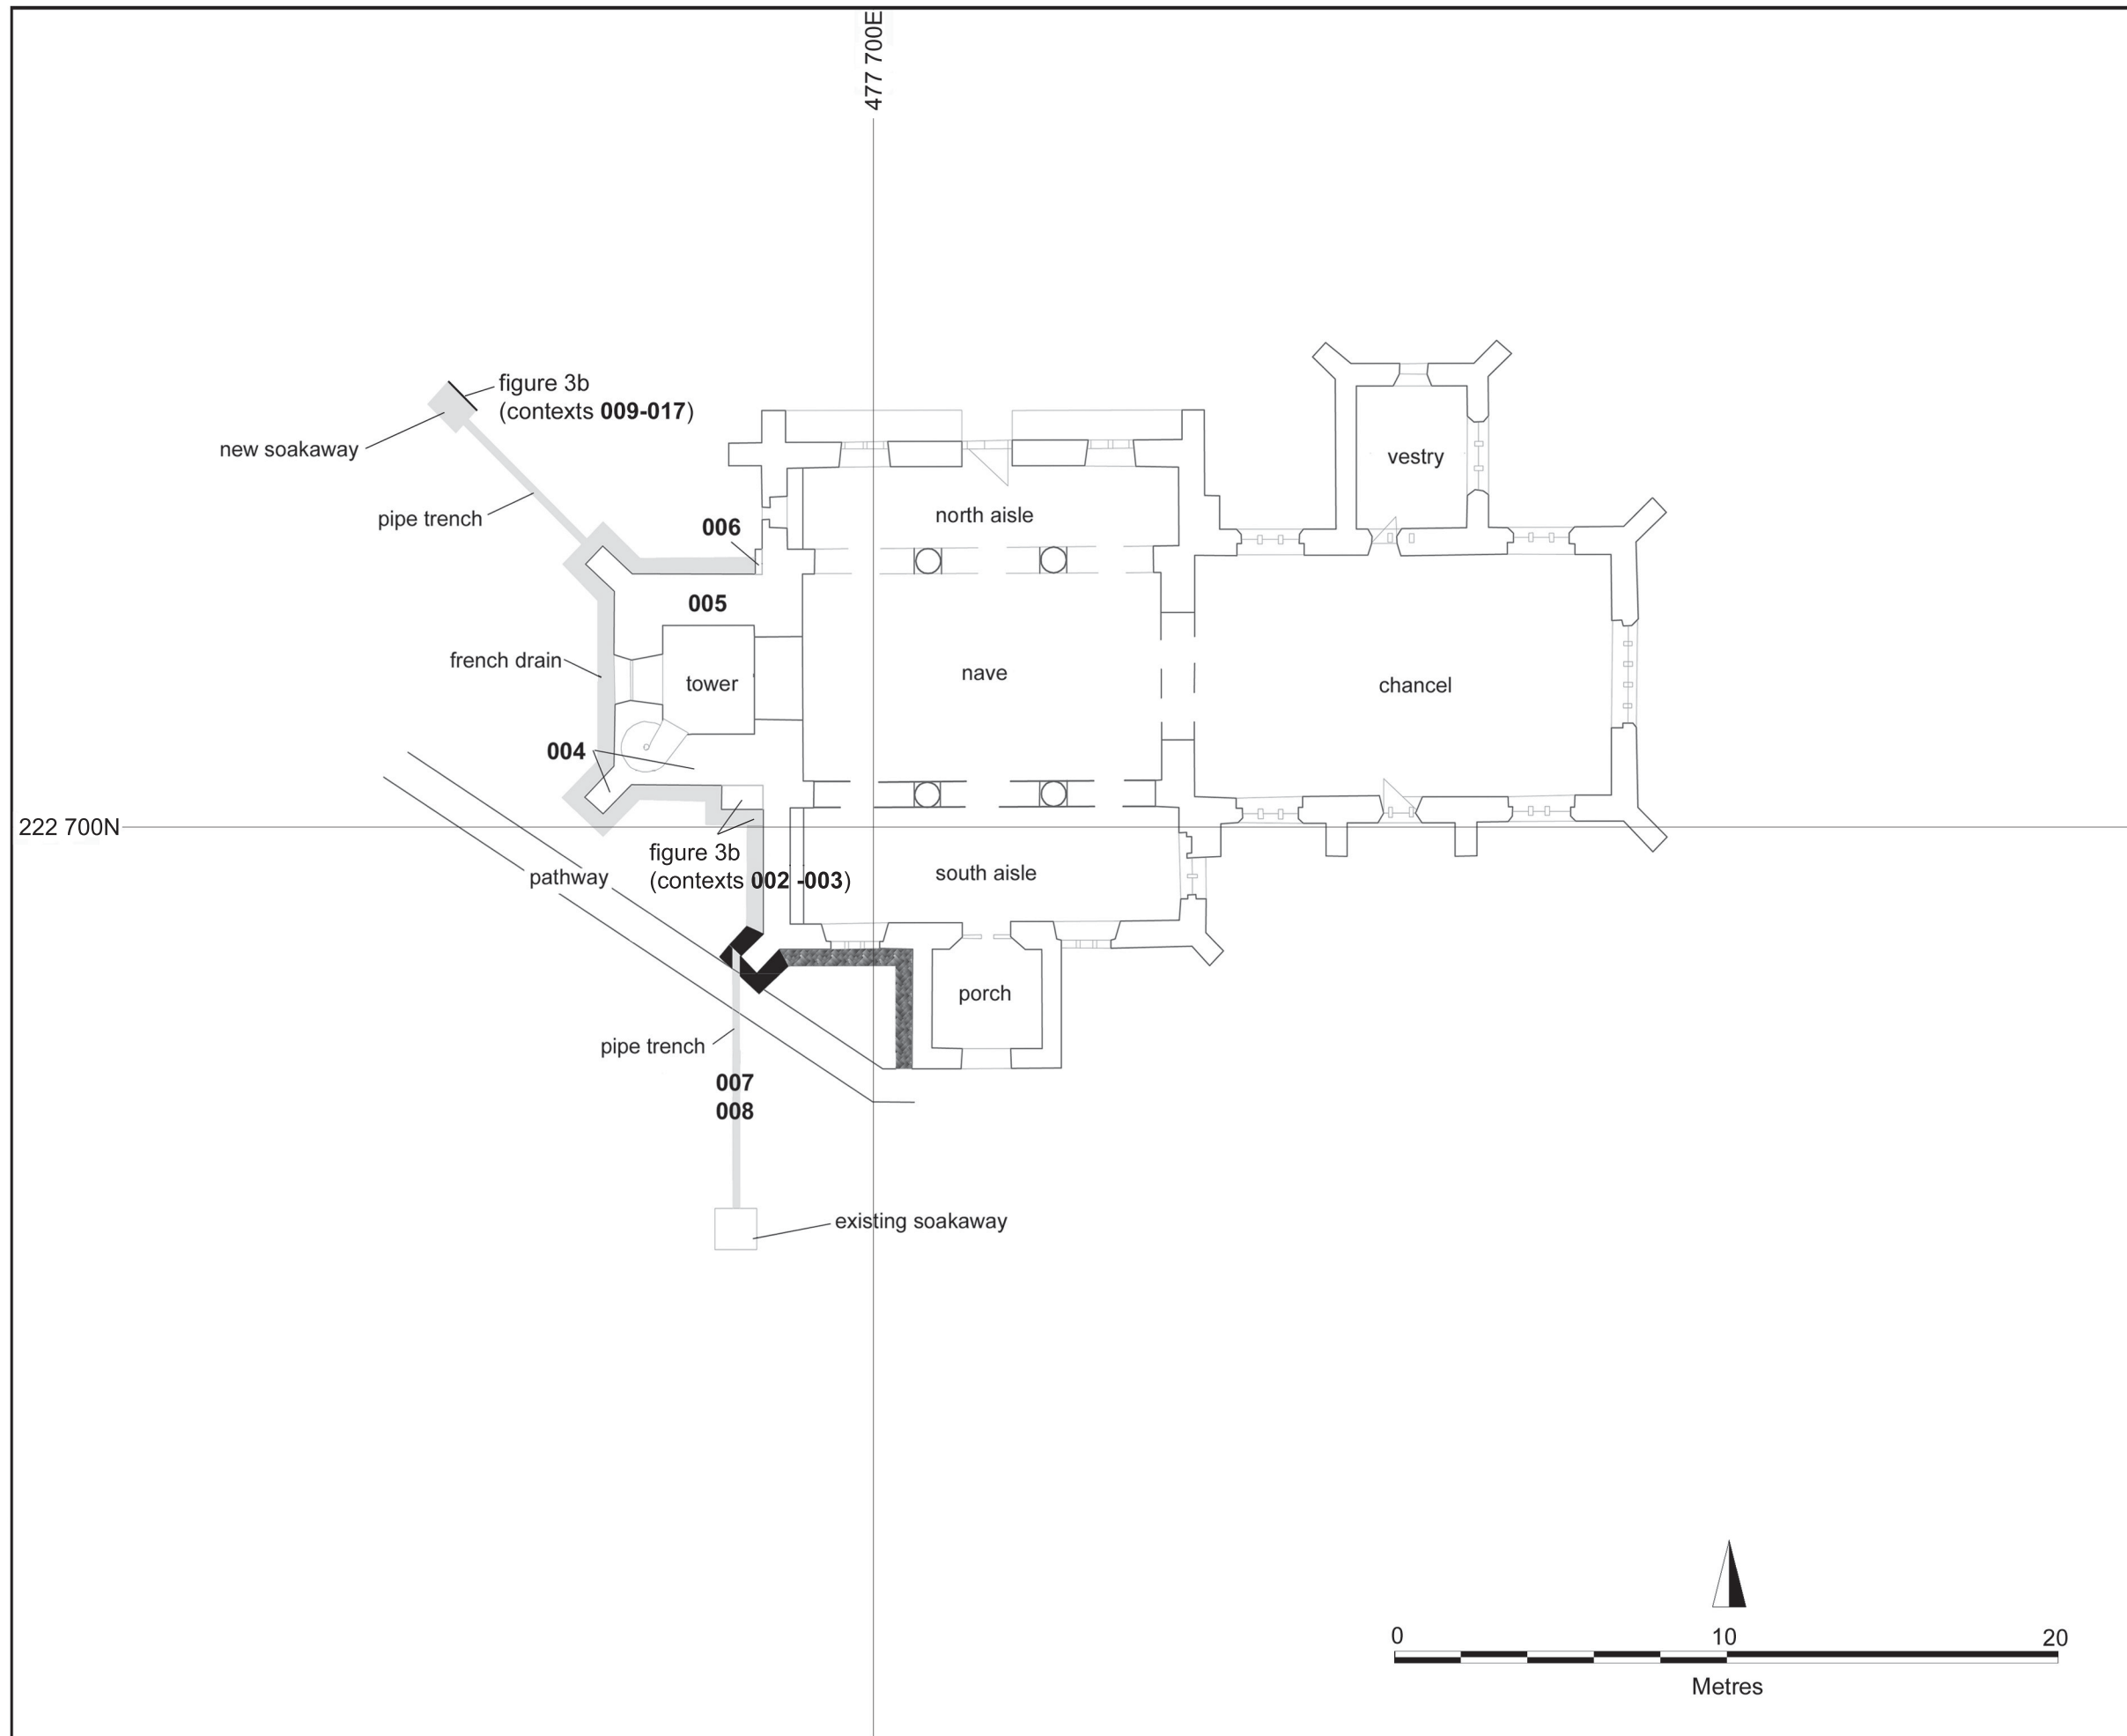 477 700E
figure 3b
(contexts 009-017)
new soakaway
pipe trench
006
north aisle
vestry
005
french drain
tower
nave
chancel
004
222 700N
figure 3b
(contexts 002 -003)
pathway
south aisle
porch
pipe trench
007
008
existing soakaway
0
10
20
Metres